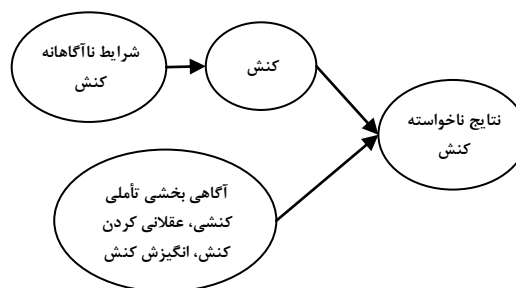 شرایط ناآگاهانه
کنش
کنش
نتایج ناخواسته
کنش
آگاهی بخشی تأملی
کنشی، عقلانی کردن
کنش، انگیزش کنش